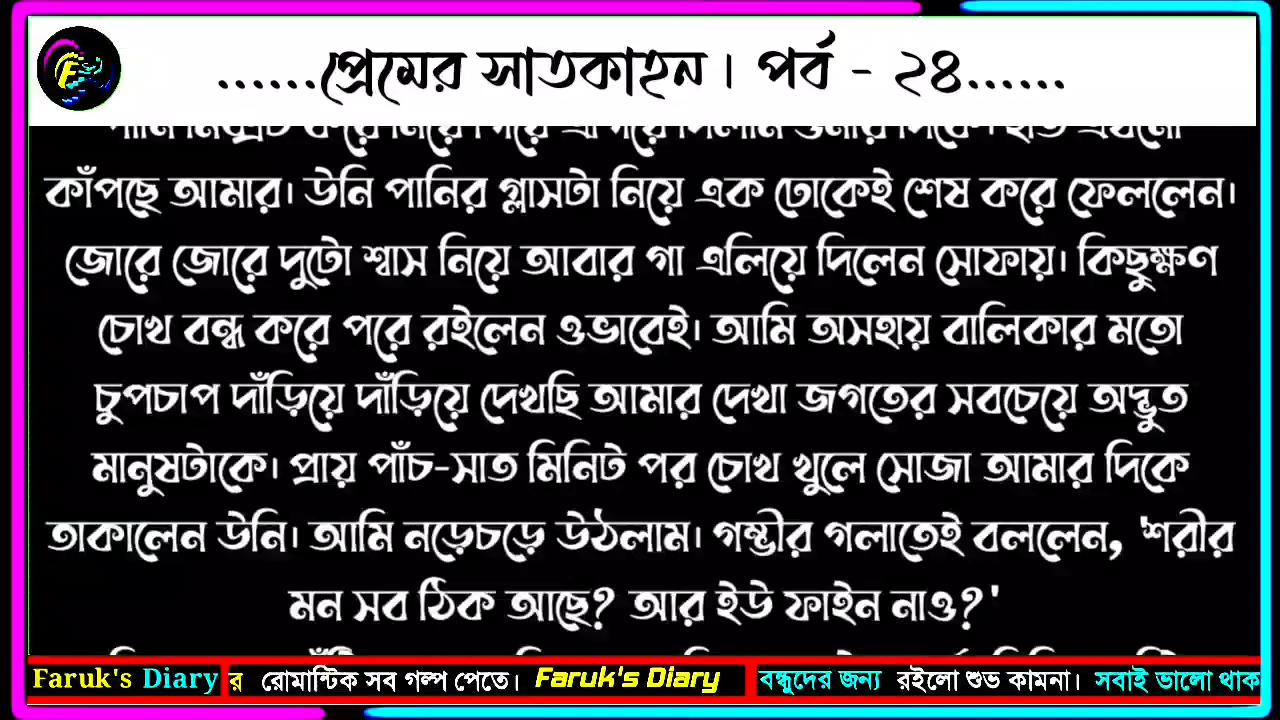 ......প্রেমের সাতকাহন। পর্ব - ২৪......
কাঁপছে আমার। উনি পানির গ্লাসটা নিয়ে এক ঢোকেই শেষ করে ফেললেন।
জোরে জোরে দুটো শ্বাস নিয়ে আবার গা এলিয়ে দিলেন সোফায়। কিছুক্ষণ
চোখ বন্ধ করে পরে রইলেন ওভাবেই। আমি অসহায় বালিকার মতো
চুপচাপ দাঁড়িয়ে দাঁড়িয়ে দেখছি আমার দেখা জগতের সবচেয়ে অদ্ভুত
মানুষটাকে। প্রায় পাঁচ-সাত মিনিট পর চোখ খুলে সোজা আমার দিকে
তাকালেন উনি। আমি নড়েচড়ে উঠলাম। গম্ভীর গলাতেই বললেন, 'শরীর
মন সব ঠিক আছে? আর ইউ ফাইন নাও?'
Faruk's Diary র রোমান্টিক সব গল্প পেতে। Faruk's Diary বন্ধুদের জন্য রইলো শুভ কামনা। সবাই ভালো থাক